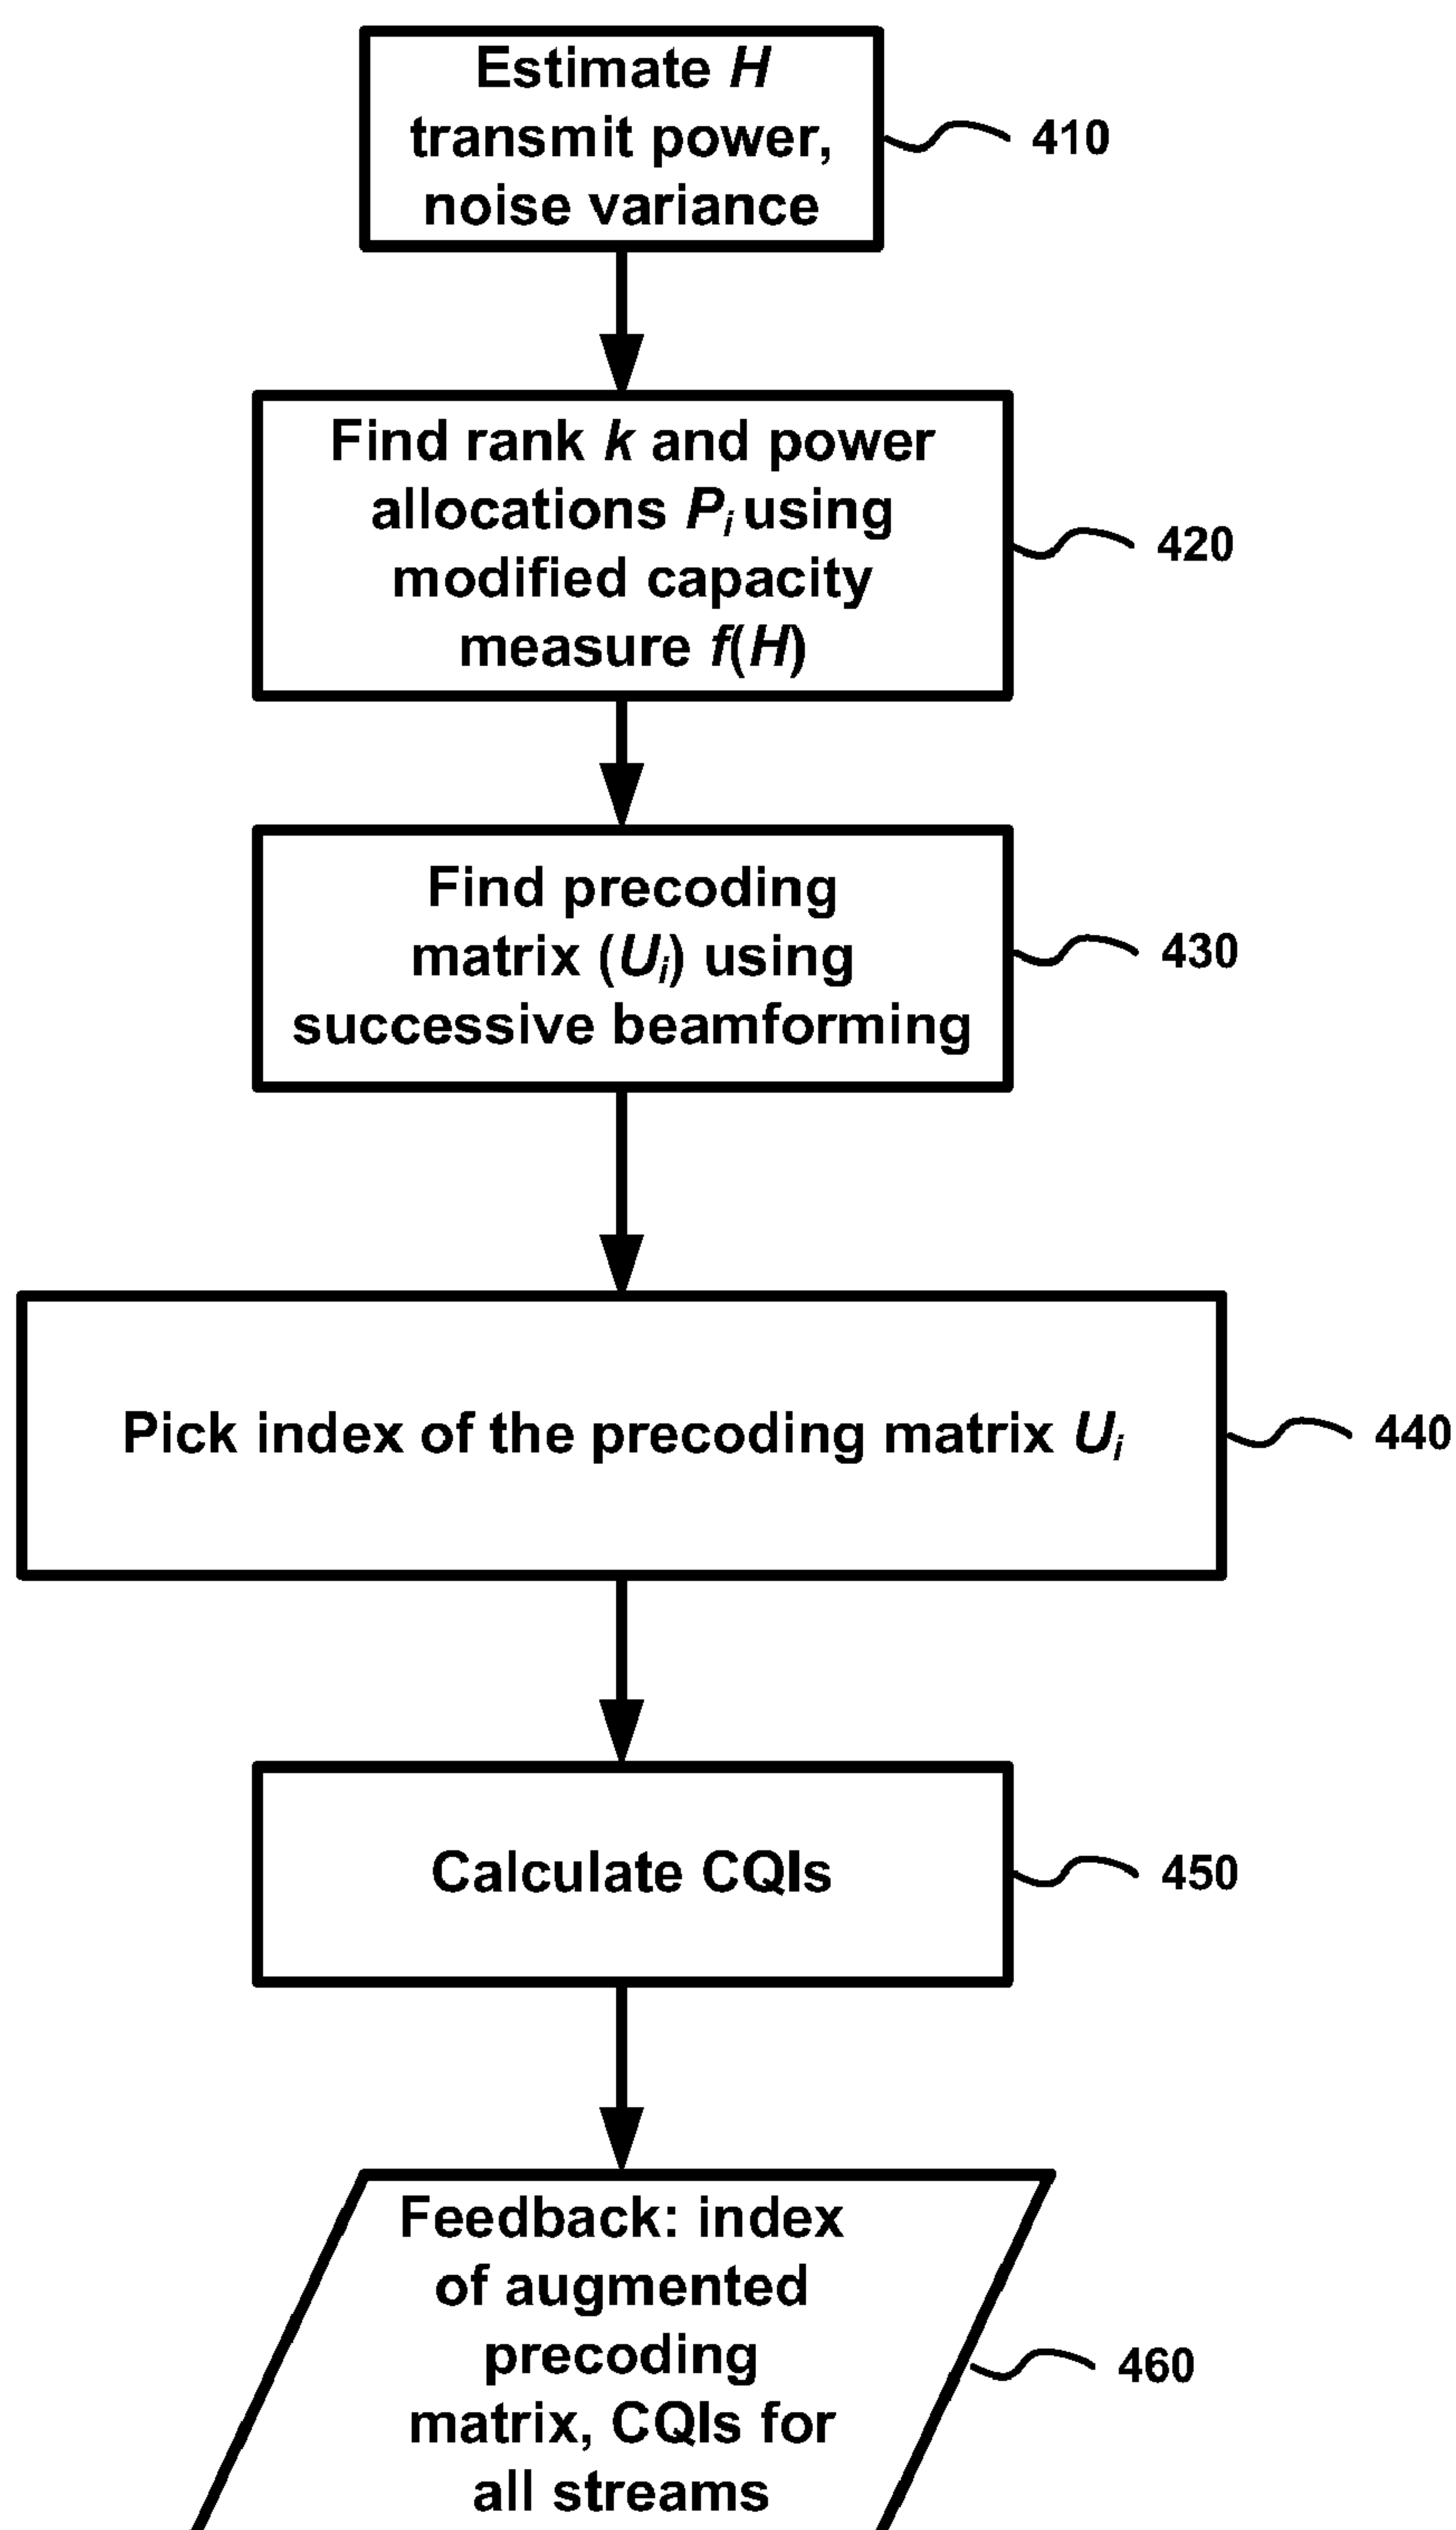 Estimate H
transmit power,
noise variance
410
Find rank k and power
allocations Pi using
modified capacity
measure f(H)
420
Find precoding
matrix (Ui) using
successive beamforming
430
Pick index of the precoding matrix Ui
440
Calculate CQIs
450
Feedback: index
of augmented
precoding
matrix, CQIs for
all streams
460